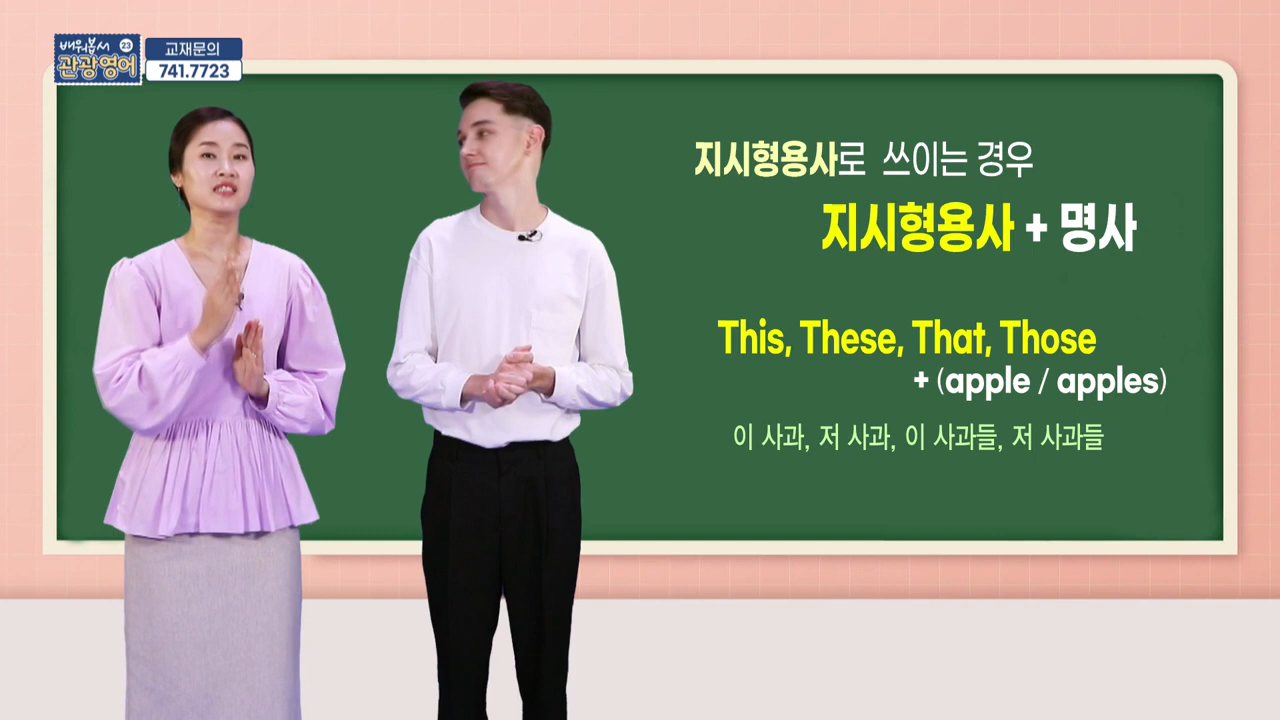 배워봅서 23
관광영어
교재문의
741.7723
지시형용사로 쓰이는 경우
지시형용사 + 명사
This, These, That, Those
+ (apple / apples)
이 사과, 저 사과, 이 사과들, 저 사과들